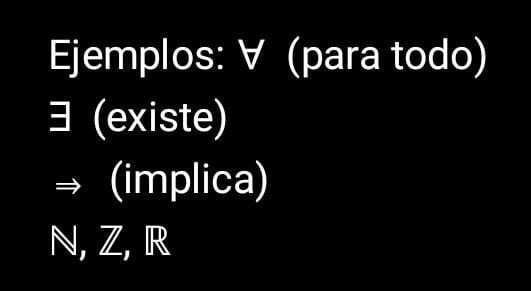 Ejemplos: ∀ (para todo)
∃ (existe)
⇒ (implica)
ℕ, ℤ, ℝ